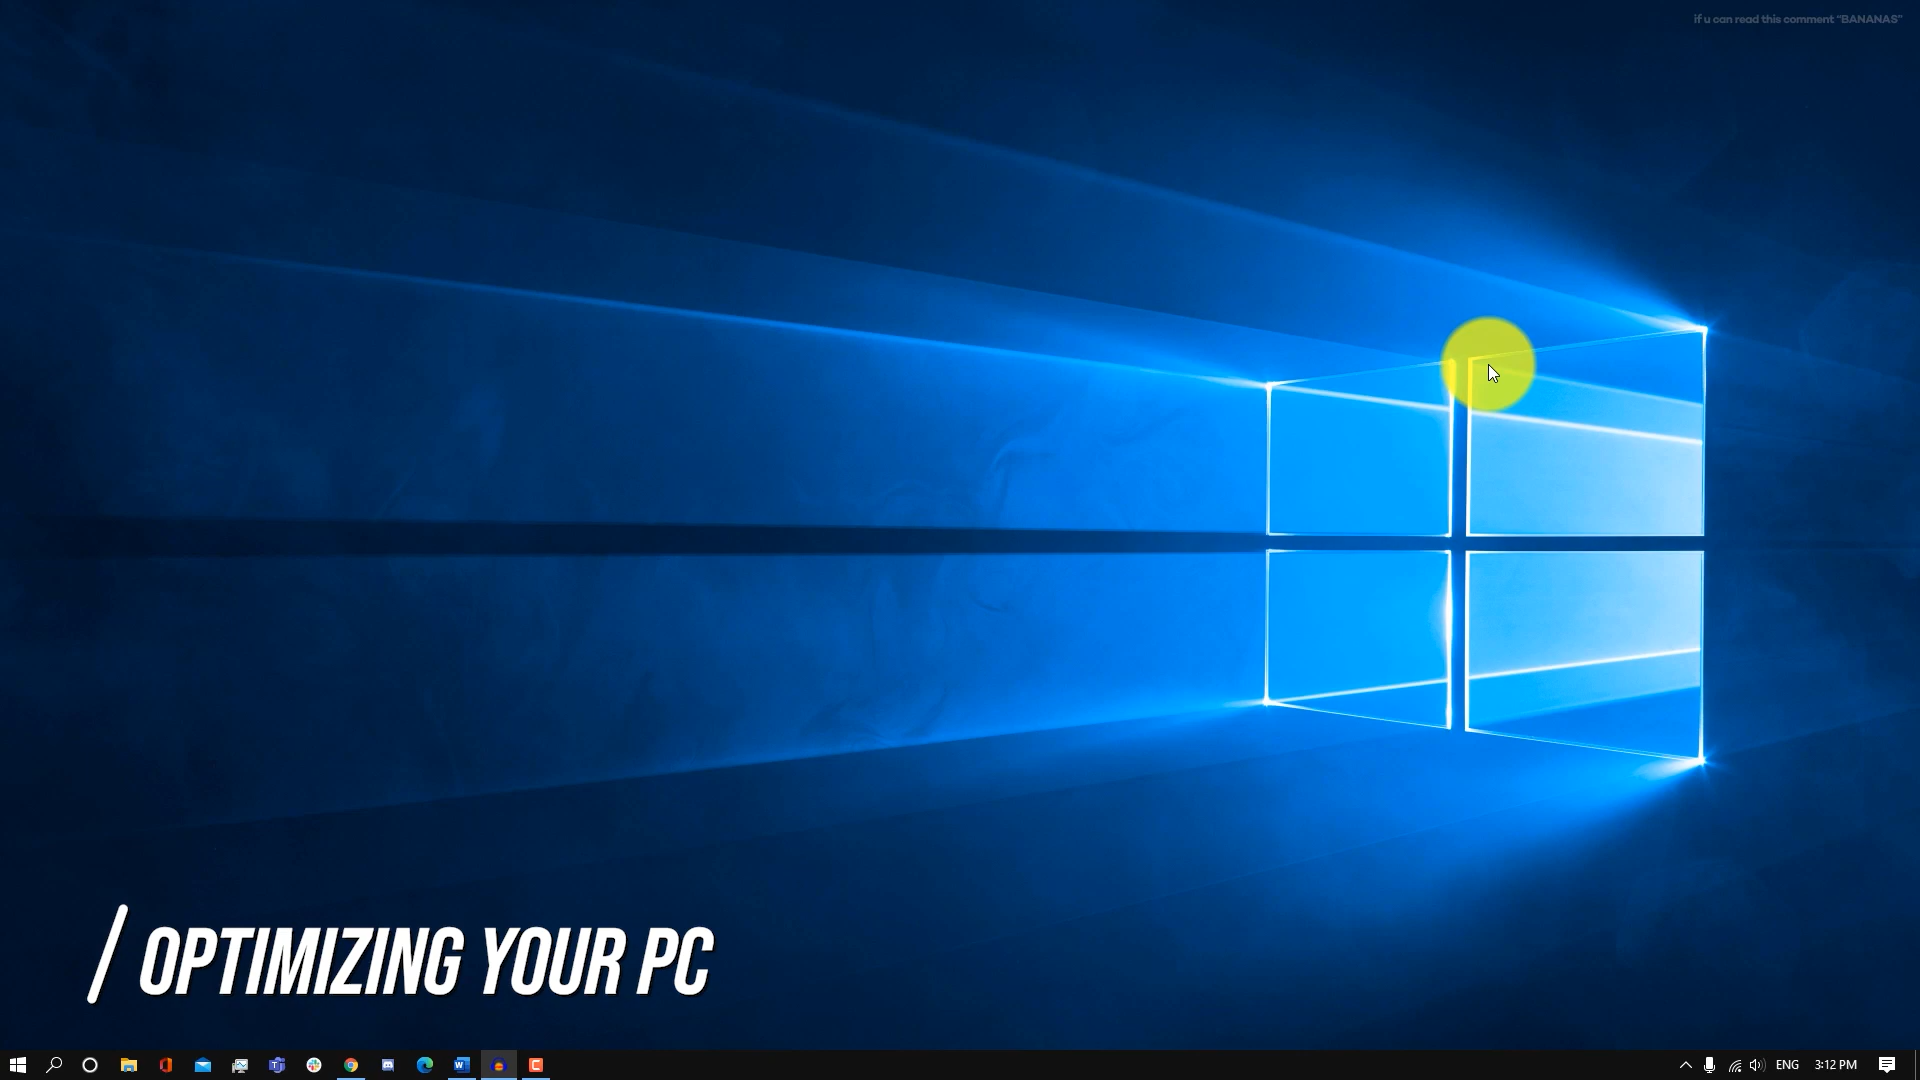 if u can read this comment "BANANAS"
/ OPTIMIZING YOUR PC
ENG
3:12 PM